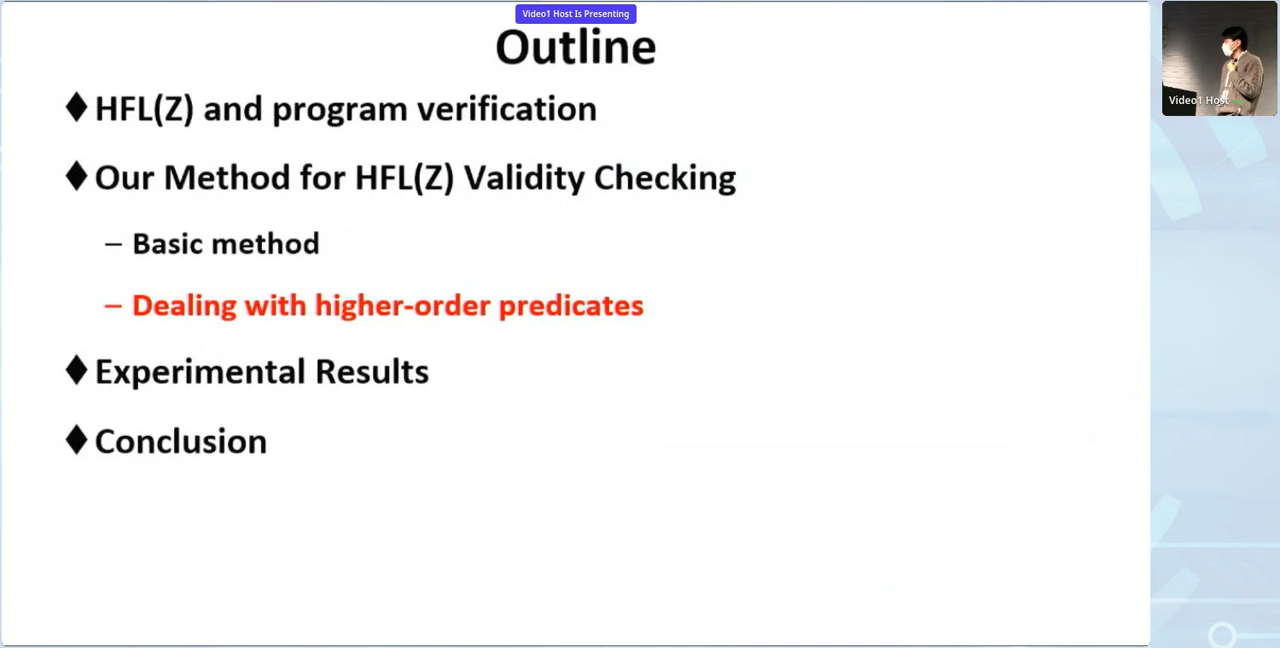 Video1 Host Is Presenting
Outline
♦HFL(Z) and program verification
♦Our Method for HFL(Z) Validity Checking
– Basic method
– Dealing with higher-order predicates
♦Experimental Results
♦Conclusion
Video1 Host